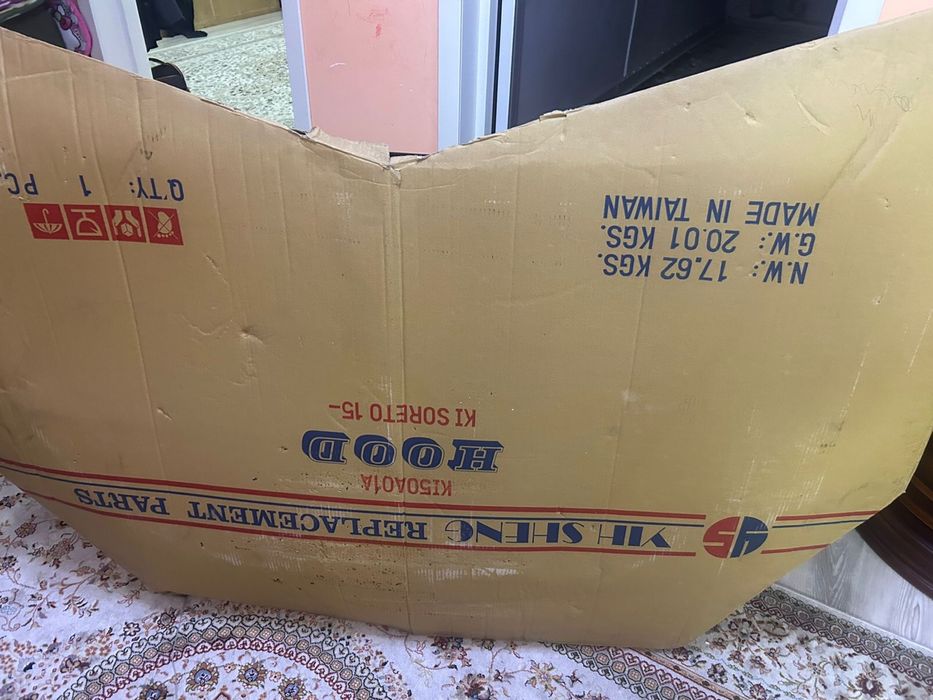 YS YIH. SHENG REPLACEMENT PARTS
KI50A01A
HOOD
KI SORETO 15-
N.W.: 17.62 KGS.
G.W.: 20.01 KGS.
MADE IN TAIWAN
Q'TY: 1 PC.